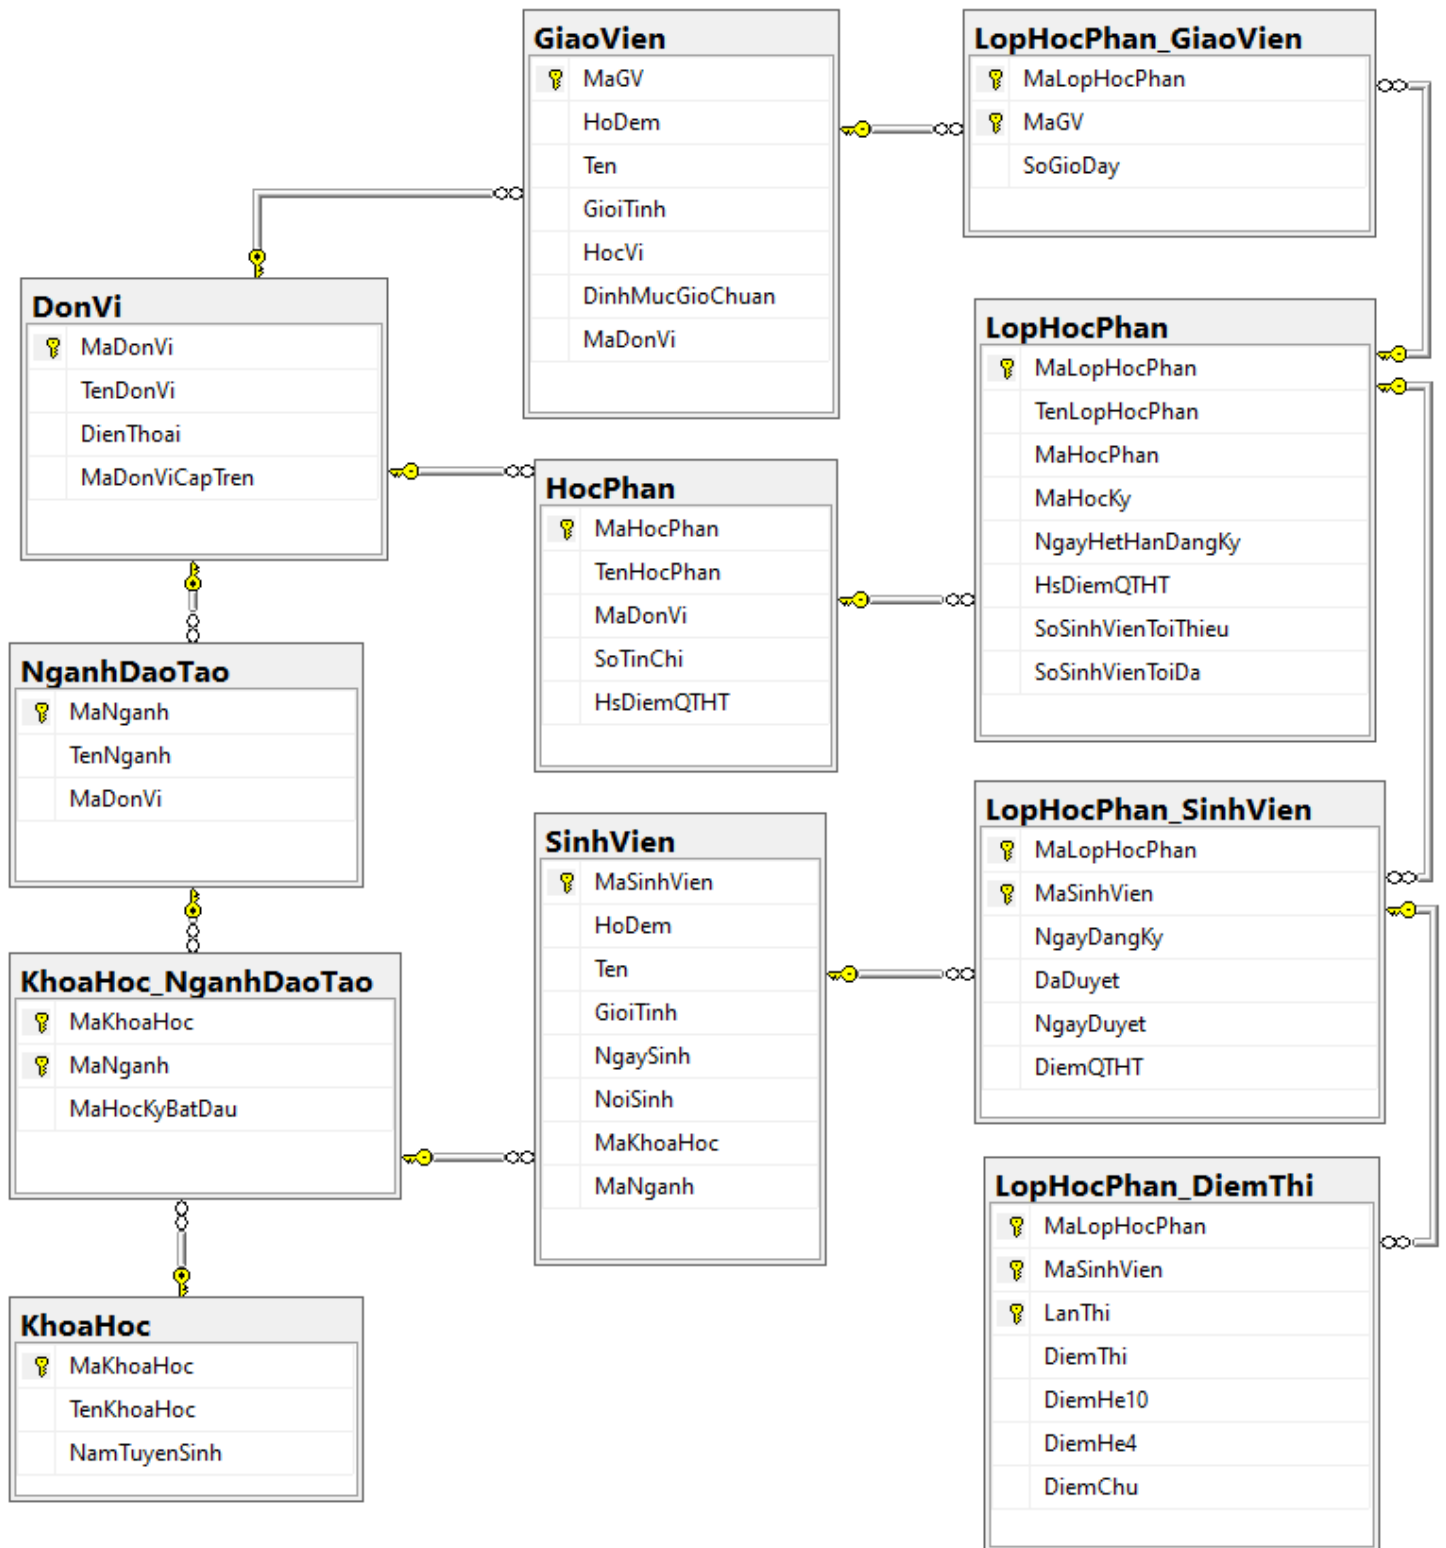 GiaoVien
MaGV
HoDem
Ten
GioiTinh
HocVi
DinhMucGioChuan
MaDonVi
LopHocPhan_GiaoVien
MaLopHocPhan
MaGV
SoGioDay
DonVi
MaDonVi
TenDonVi
DienThoai
MaDonViCapTren
LopHocPhan
MaLopHocPhan
TenLopHocPhan
MaHocPhan
MaHocKy
NgayHetHanDangKy
HsDiemQTHT
SoSinhVienToiThieu
SoSinhVienToiDa
HocPhan
MaHocPhan
TenHocPhan
MaDonVi
SoTinChi
HsDiemQTHT
NganhDaoTao
MaNganh
TenNganh
MaDonVi
SinhVien
MaSinhVien
HoDem
Ten
GioiTinh
NgaySinh
NoiSinh
MaKhoaHoc
MaNganh
LopHocPhan_SinhVien
MaLopHocPhan
MaSinhVien
NgayDangKy
DaDuyet
NgayDuyet
DiemQTHT
KhoaHoc_NganhDaoTao
MaKhoaHoc
MaNganh
MaHocKyBatDau
LopHocPhan_DiemThi
MaLopHocPhan
MaSinhVien
LanThi
DiemThi
DiemHe10
DiemHe4
DiemChu
KhoaHoc
MaKhoaHoc
TenKhoaHoc
NamTuyenSinh